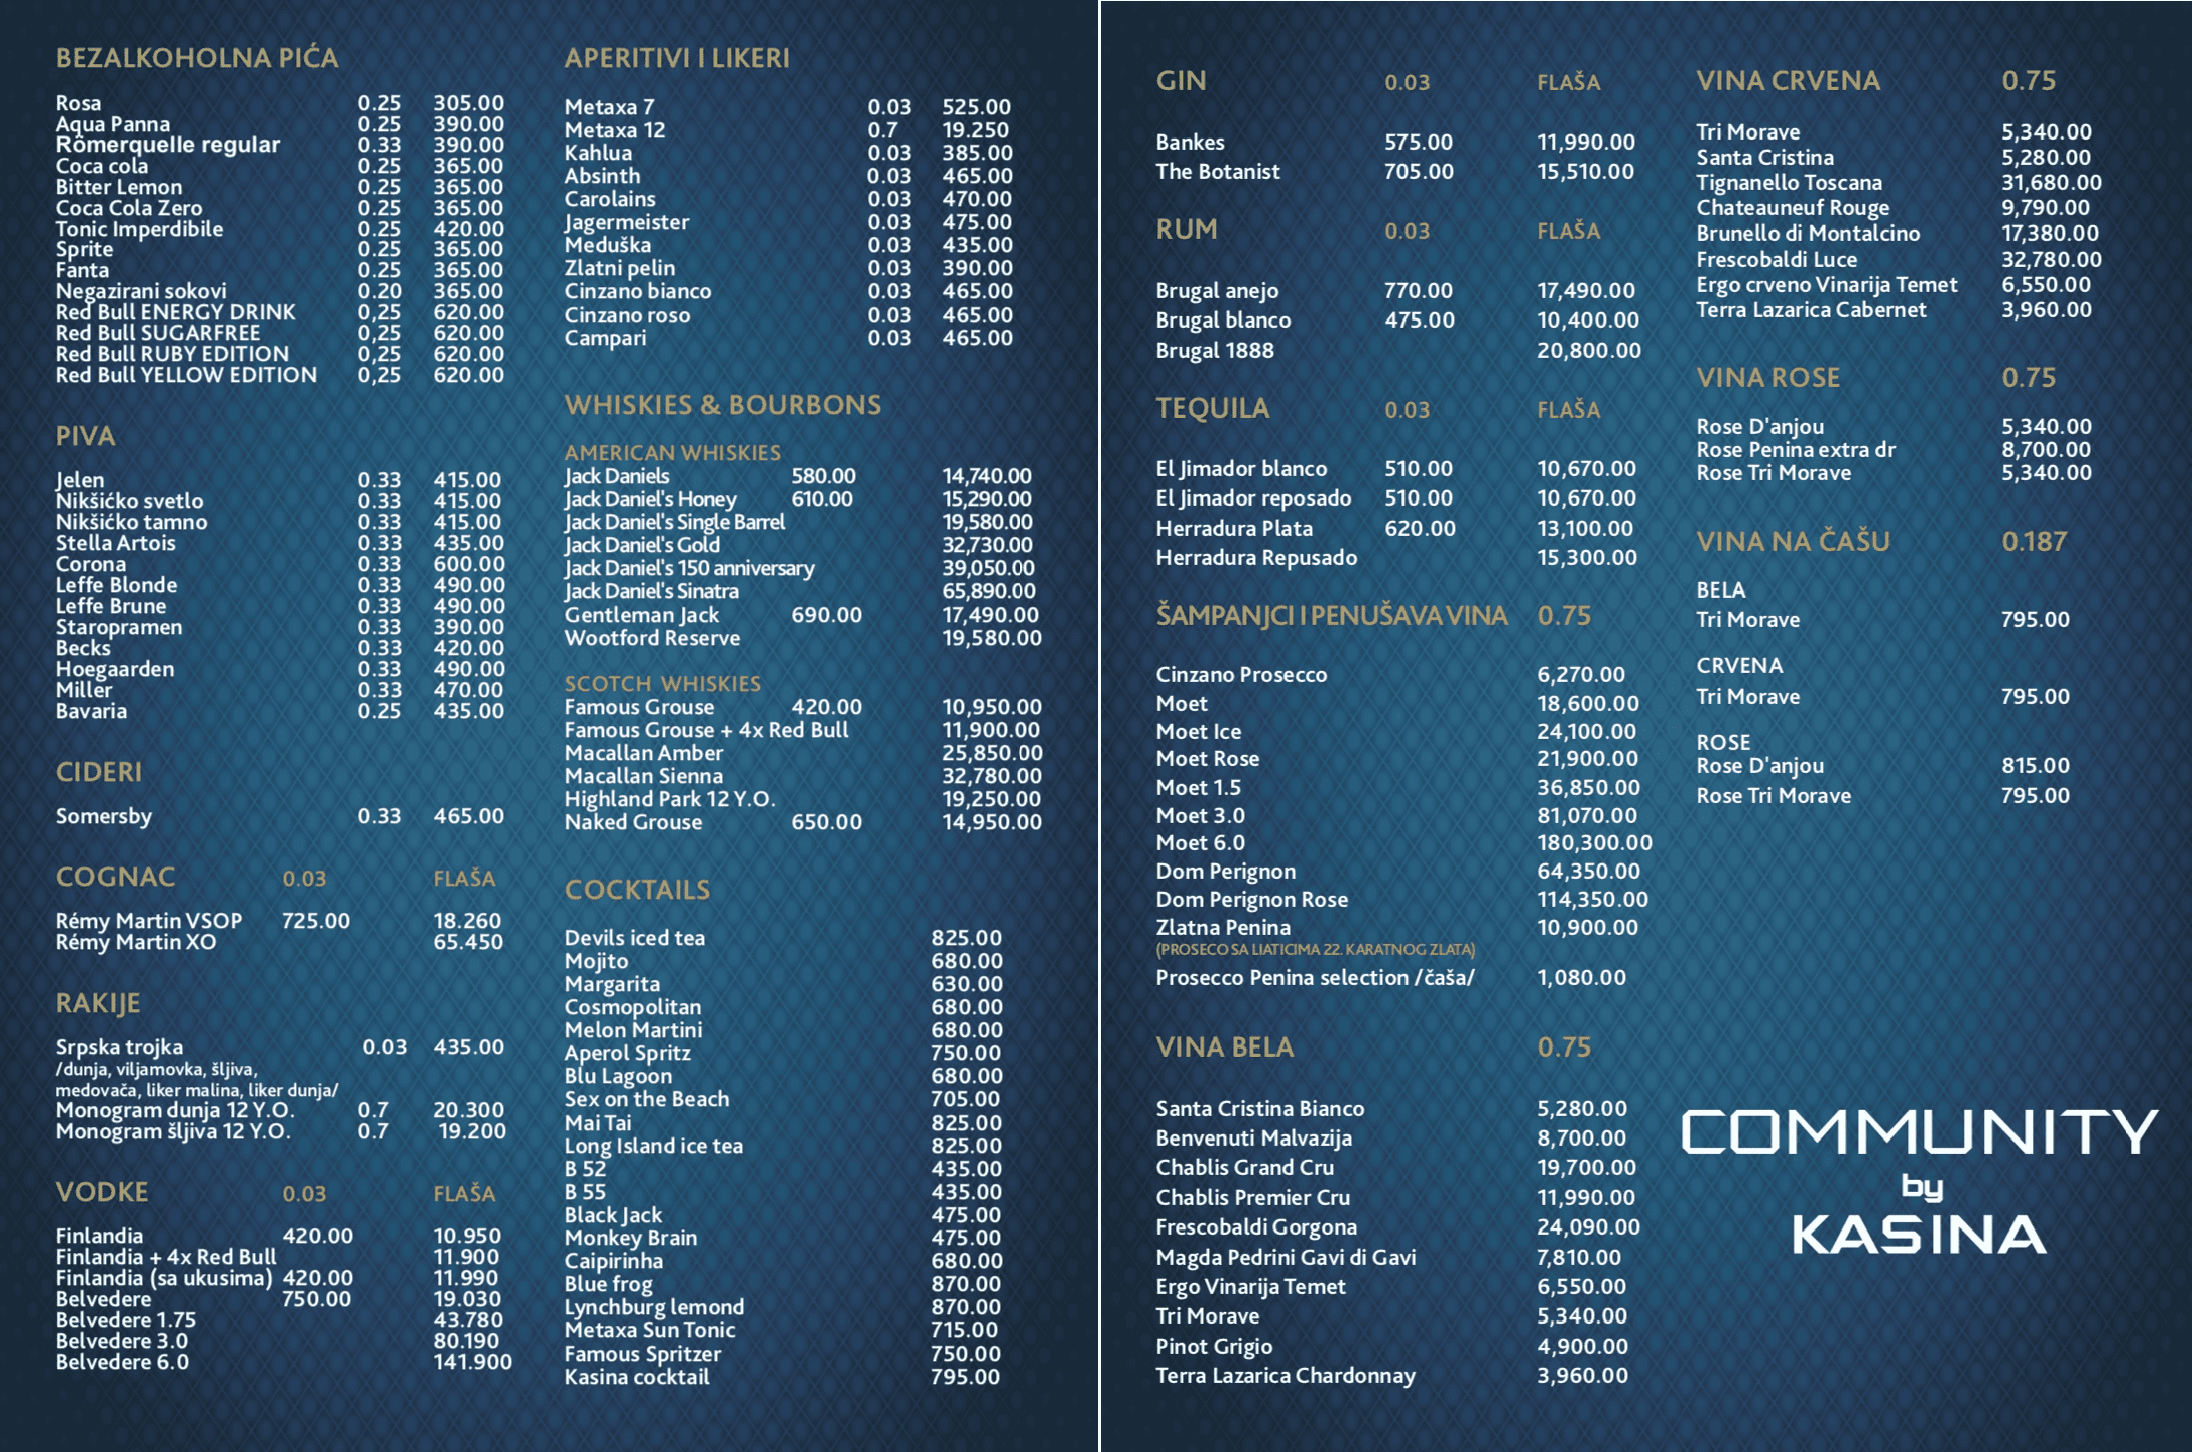 BEZALKOHOLNA PIĆA
Rosa 0.25 305.00
Aqua Panna 0.25 390.00
Römerquelle regular 0.33 390.00
Coca cola 0.25 365.00
Bitter Lemon 0.25 365.00
Coca Cola Zero 0.25 365.00
Tonic Imperdibile 0.25 420.00
Sprite 0.25 365.00
Fanta 0.25 365.00
Negazirani sokovi 0.20 365.00
Red Bull ENERGY DRINK 0,25 620.00
Red Bull SUGARFREE 0,25 620.00
Red Bull RUBY EDITION 0,25 620.00
Red Bull YELLOW EDITION 0,25 620.00
PIVA
Jelen 0.33 415.00
Nikšićko svetlo 0.33 415.00
Nikšićko tamno 0.33 415.00
Stella Artois 0.33 435.00
Corona 0.33 600.00
Leffe Blonde 0.33 490.00
Leffe Brune 0.33 490.00
Staropramen 0.33 390.00
Becks 0.33 420.00
Hoegaarden 0.33 490.00
Miller 0.33 470.00
Bavaria 0.25 435.00
CIDERI
Somersby 0.33 465.00
COGNAC 0.03 FLAŠA
Rémy Martin VSOP 725.00 18.260
Rémy Martin XO 65.450
RAKIJE
Srpska trojka 0.03 435.00
/dunja, viljamovka, šljiva,
medovača, liker malina, liker dunja/
Monogram dunja 12 Y.O. 0.7 20.300
Monogram šljiva 12 Y.O. 0.7 19.200
VODKE 0.03 FLAŠA
Finlandia 420.00 10.950
Finlandia + 4x Red Bull 11.900
Finlandia (sa ukusima) 420.00 11.990
Belvedere 750.00 19.030
Belvedere 1.75 43.780
Belvedere 3.0 80.190
Belvedere 6.0 141.900
APERITIVI I LIKERI
Metaxa 7 0.03 525.00
Metaxa 12 0.7 19.250
Kahlua 0.03 385.00
Absinth 0.03 465.00
Carolains 0.03 470.00
Jagermeister 0.03 475.00
Meduška 0.03 435.00
Zlatni pelin 0.03 390.00
Cinzano bianco 0.03 465.00
Cinzano roso 0.03 465.00
Campari 0.03 465.00
WHISKIES & BOURBONS
AMERICAN WHISKIES
Jack Daniels 580.00 14,740.00
Jack Daniel's Honey 610.00 15,290.00
Jack Daniel's Single Barrel 19,580.00
Jack Daniel's Gold 32,730.00
Jack Daniel's 150 anniversary 39,050.00
Jack Daniel's Sinatra 65,890.00
Gentleman Jack 690.00 17,490.00
Wootford Reserve 19,580.00
SCOTCH WHISKIES
Famous Grouse 420.00 10,950.00
Famous Grouse + 4x Red Bull 11,900.00
Macallan Amber 25,850.00
Macallan Sienna 32,780.00
Highland Park 12 Y.O. 19,250.00
Naked Grouse 650.00 14,950.00
COCKTAILS
Devils iced tea 825.00
Mojito 680.00
Margarita 630.00
Cosmopolitan 680.00
Melon Martini 680.00
Aperol Spritz 750.00
Blu Lagoon 680.00
Sex on the Beach 705.00
Mai Tai 825.00
Long Island ice tea 825.00
B 52 435.00
B 55 435.00
Black Jack 475.00
Monkey Brain 475.00
Caipirinha 680.00
Blue frog 870.00
Lynchburg lemond 870.00
Metaxa Sun Tonic 715.00
Famous Spritzer 750.00
Kasina cocktail 795.00
GIN 0.03 FLAŠA
Bankes 575.00 11,990.00
The Botanist 705.00 15,510.00
RUM 0.03 FLAŠA
Brugal anejo 770.00 17,490.00
Brugal blanco 475.00 10,400.00
Brugal 1888 20,800.00
TEQUILA 0.03 FLAŠA
El Jimador blanco 510.00 10,670.00
El Jimador reposado 510.00 10,670.00
Herradura Plata 620.00 13,100.00
Herradura Repusado 15,300.00
ŠAMPANJCI I PENUŠAVA VINA 0.75
Cinzano Prosecco 6,270.00
Moet 18,600.00
Moet Ice 24,100.00
Moet Rose 21,900.00
Moet 1.5 36,850.00
Moet 3.0 81,070.00
Moet 6.0 180,300.00
Dom Perignon 64,350.00
Dom Perignon Rose 114,350.00
Zlatna Penina 10,900.00
(PROSECO SA LIATICIMA 22. KARATNOG ZLATA)
Prosecco Penina selection /čaša/ 1,080.00
VINA BELA 0.75
Santa Cristina Bianco 5,280.00
Benvenuti Malvazija 8,700.00
Chablis Grand Cru 19,700.00
Chablis Premier Cru 11,990.00
Frescobaldi Gorgona 24,090.00
Magda Pedrini Gavi di Gavi 7,810.00
Ergo Vinarija Temet 6,550.00
Tri Morave 5,340.00
Pinot Grigio 4,900.00
Terra Lazarica Chardonnay 3,960.00
VINA CRVENA 0.75
Tri Morave 5,340.00
Santa Cristina 5,280.00
Tignanello Toscana 31,680.00
Chateauneuf Rouge 9,790.00
Brunello di Montalcino 17,380.00
Frescobaldi Luce 32,780.00
Ergo crveno Vinarija Temet 6,550.00
Terra Lazarica Cabernet 3,960.00
VINA ROSE 0.75
Rose D'anjou 5,340.00
Rose Penina extra dr 8,700.00
Rose Tri Morave 5,340.00
VINA NA ČAŠU 0.187
BELA
Tri Morave 795.00
CRVENA
Tri Morave 795.00
ROSE
Rose D'anjou 815.00
Rose Tri Morave 795.00
COMMUNITY
by
KASINA